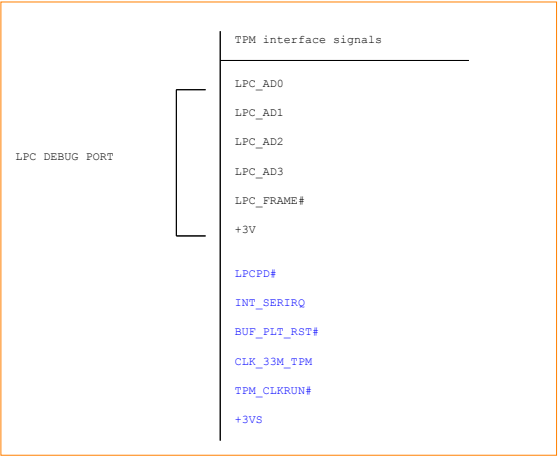 TPM interface signals
LPC_AD0
LPC_AD1
LPC_AD2
LPC DEBUG PORT
LPC_AD3
LPC_FRAME#
+3V
LPCPD#
INT_SERIRQ
BUF_PLT_RST#
CLK_33M_TPM
TPM_CLKRUN#
+3VS